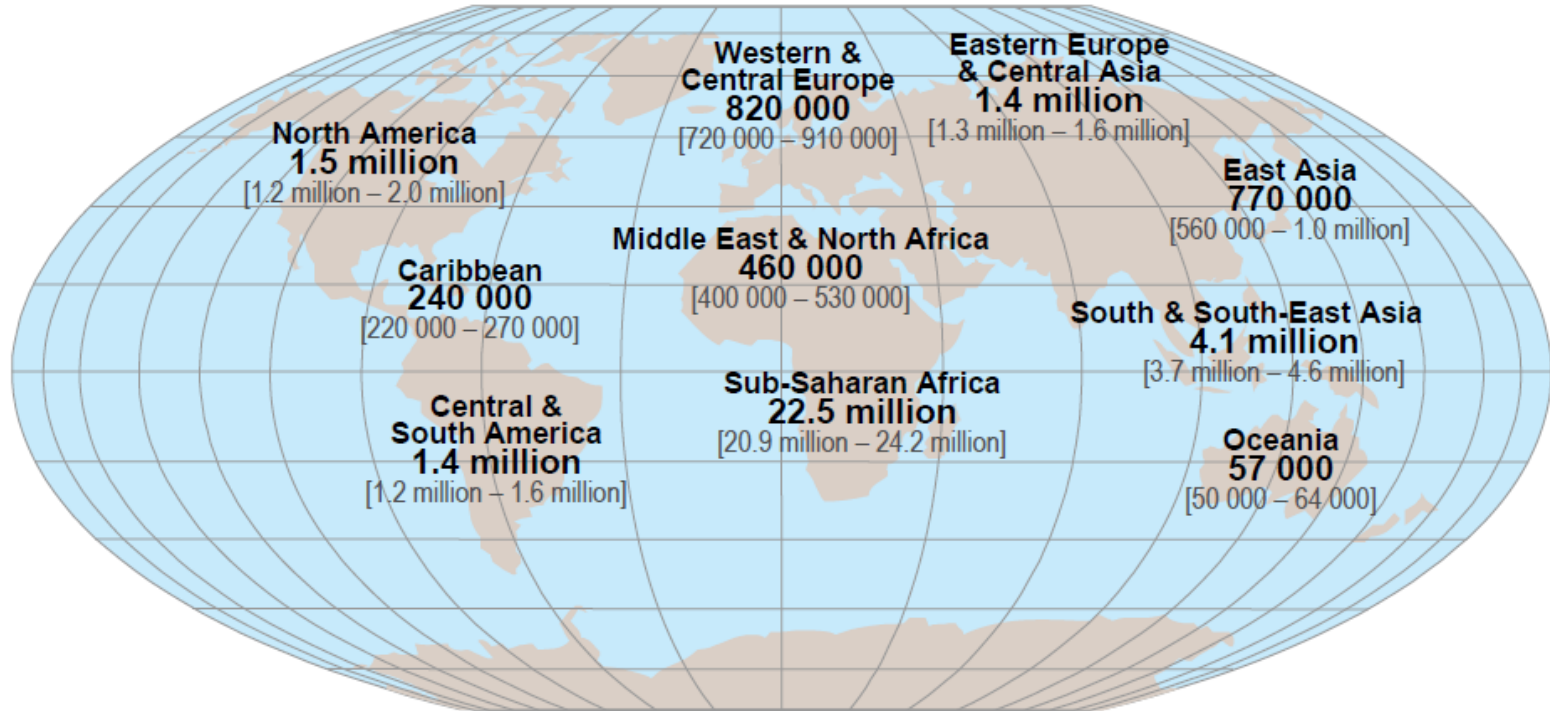 Western &
Central Europe
820 000
[720 000 – 910 000]
Eastern Europe
& Central Asia
1.4 million
[1.3 million – 1.6 million]
North America
1.5 million
[1.2 million – 2.0 million]
East Asia
770 000
[560 000 – 1.0 million]
Middle East & North Africa
460 000
[400 000 – 530 000]
Caribbean
240 000
[220 000 – 270 000]
South & South-East Asia
4.1 million
[3.7 million – 4.6 million]
Sub-Saharan Africa
22.5 million
[20.9 million – 24.2 million]
Central &
South America
1.4 million
[1.2 million – 1.6 million]
Oceania
57 000
[50 000 – 64 000]